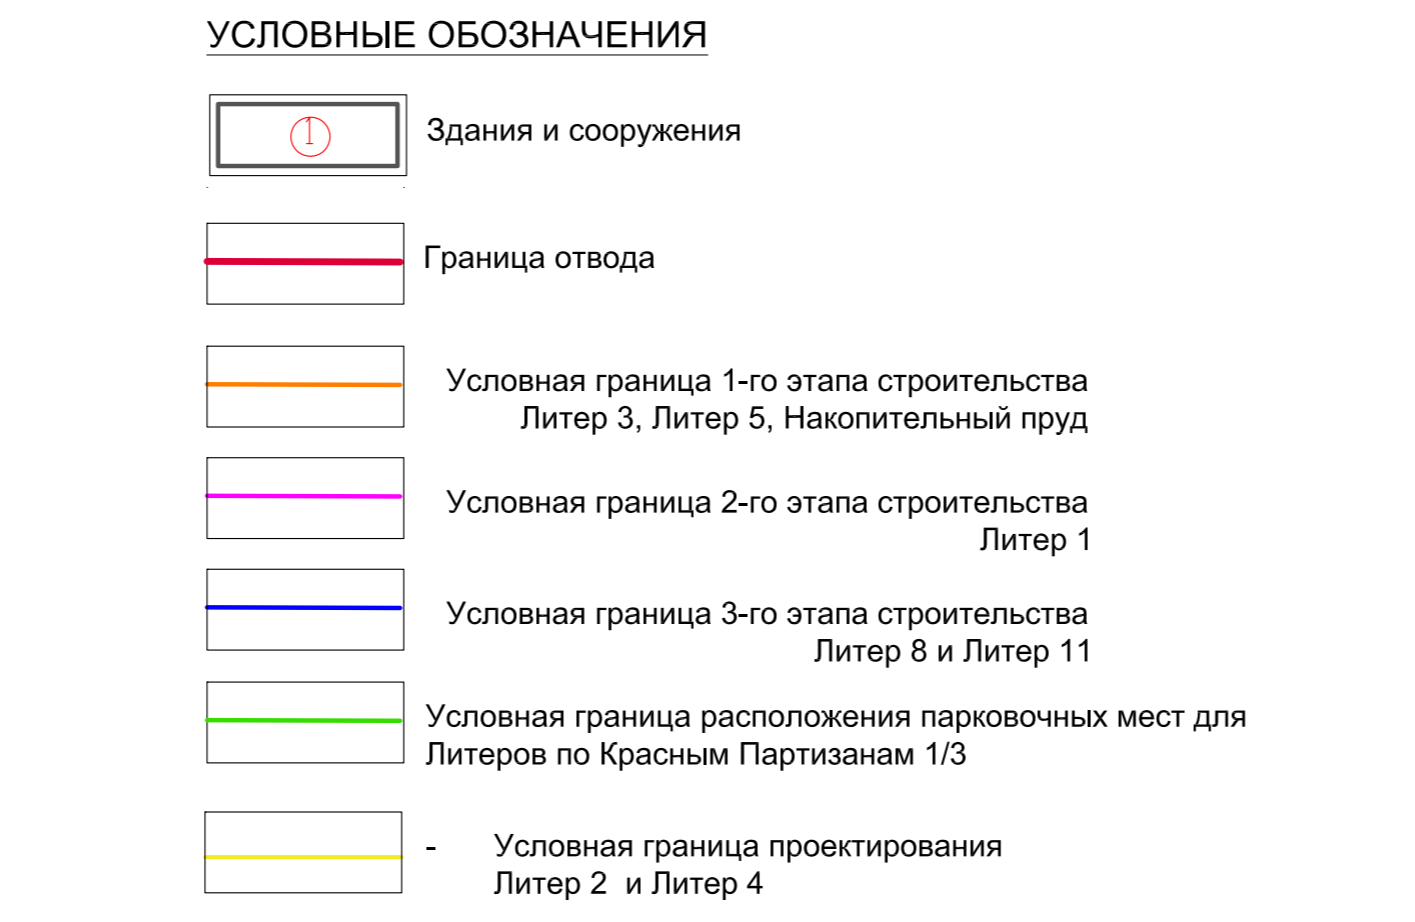 УСЛОВНЫЕ ОБОЗНАЧЕНИЯ
1
Здания и сооружения
Граница отвода
Условная граница 1-го этапа строительства
Литер 3, Литер 5, Накопительный пруд
Условная граница 2-го этапа строительства
Литер 1
Условная граница 3-го этапа строительства
Литер 8 и Литер 11
Условная граница расположения парковочных мест для
Литеров по Красным Партизанам 1/3
- Условная граница проектирования
Литер 2 и Литер 4